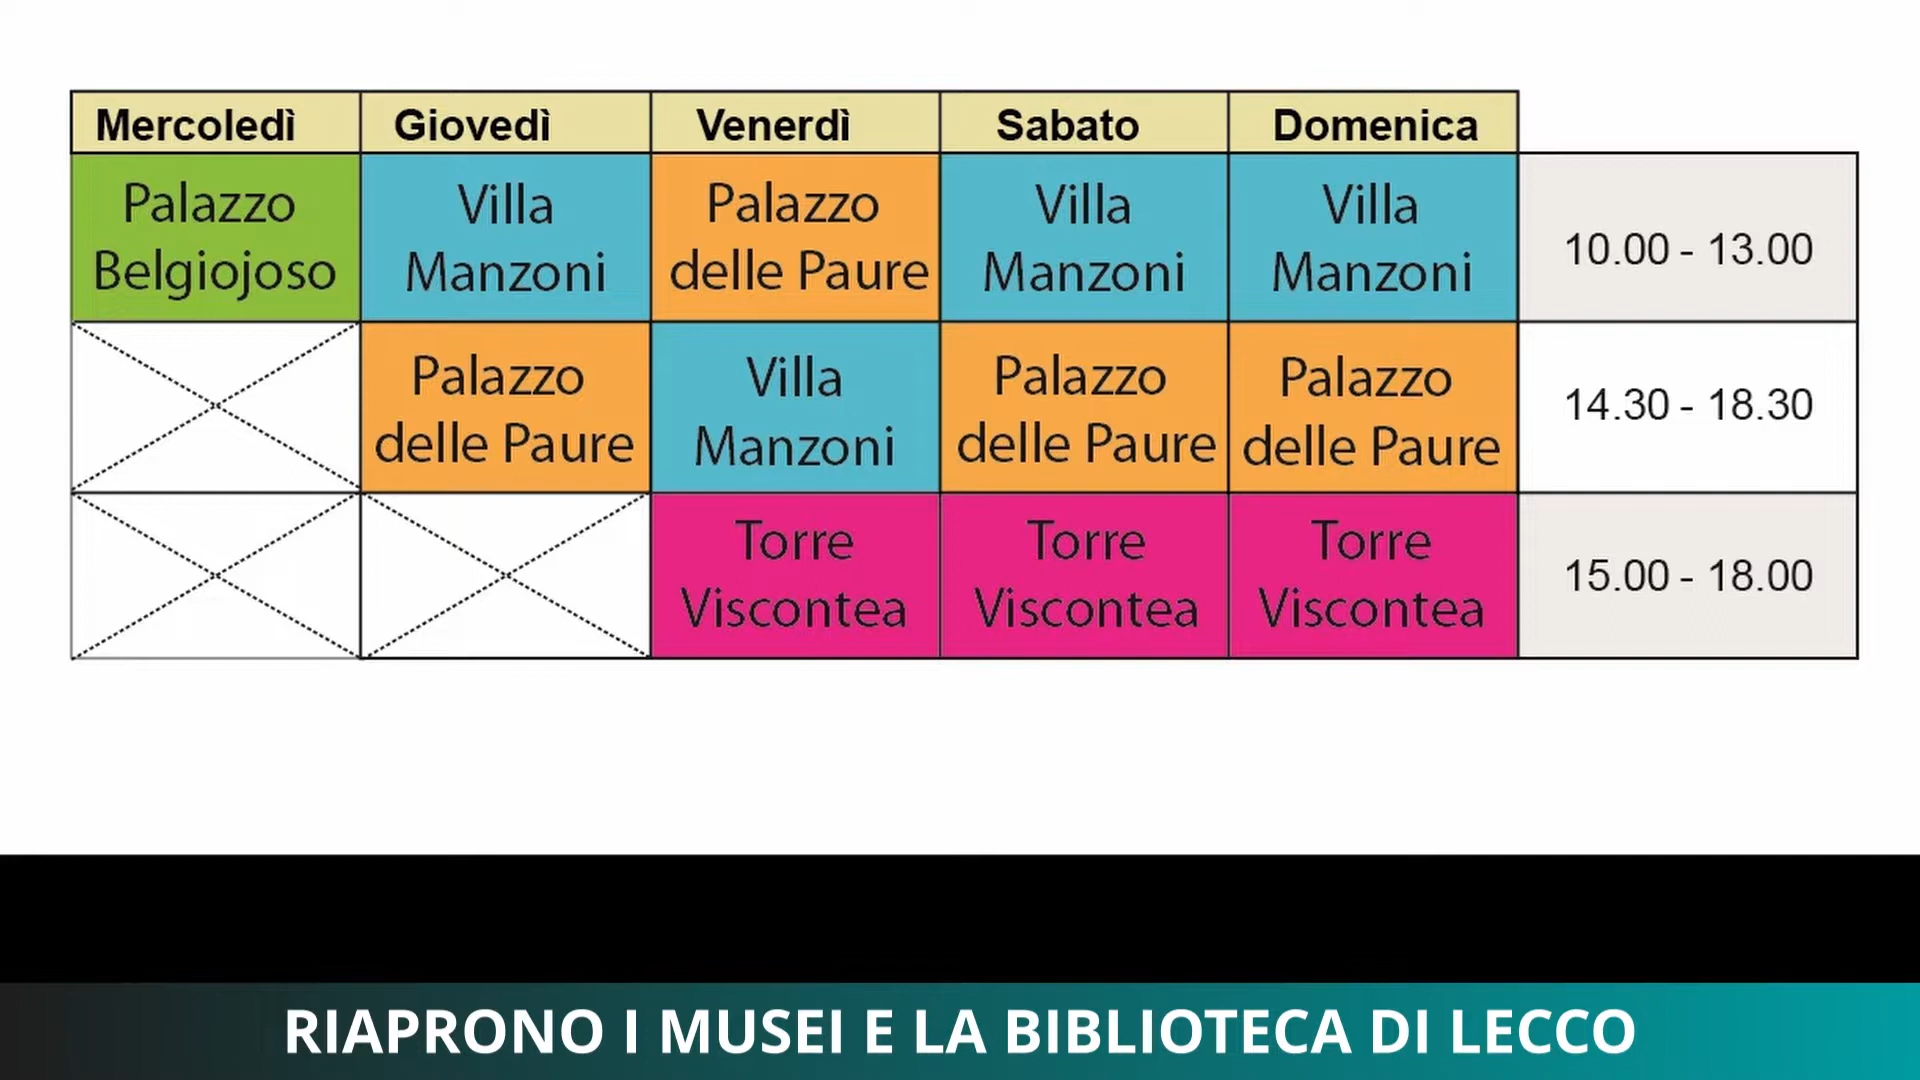 Mercoledì Giovedì Venerdì Sabato Domenica
Palazzo Villa Palazzo Villa Villa
Belgiojoso Manzoni delle Paure Manzoni Manzoni
10.00 - 13.00
Palazzo Villa Palazzo Palazzo
delle Paure Manzoni delle Paure delle Paure
14.30 - 18.30
Torre Torre Torre
Viscontea Viscontea Viscontea
15.00 - 18.00
RIAPRONO I MUSEI E LA BIBLIOTECA DI LECCO